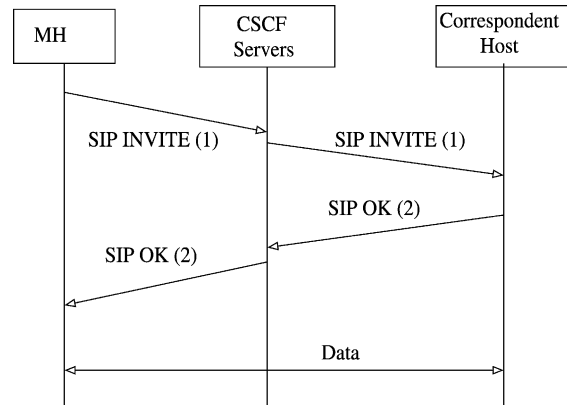 MH
CSCF
Servers
Correspondent
Host
SIP INVITE (1)
SIP INVITE (1)
SIP OK (2)
SIP OK (2)
Data